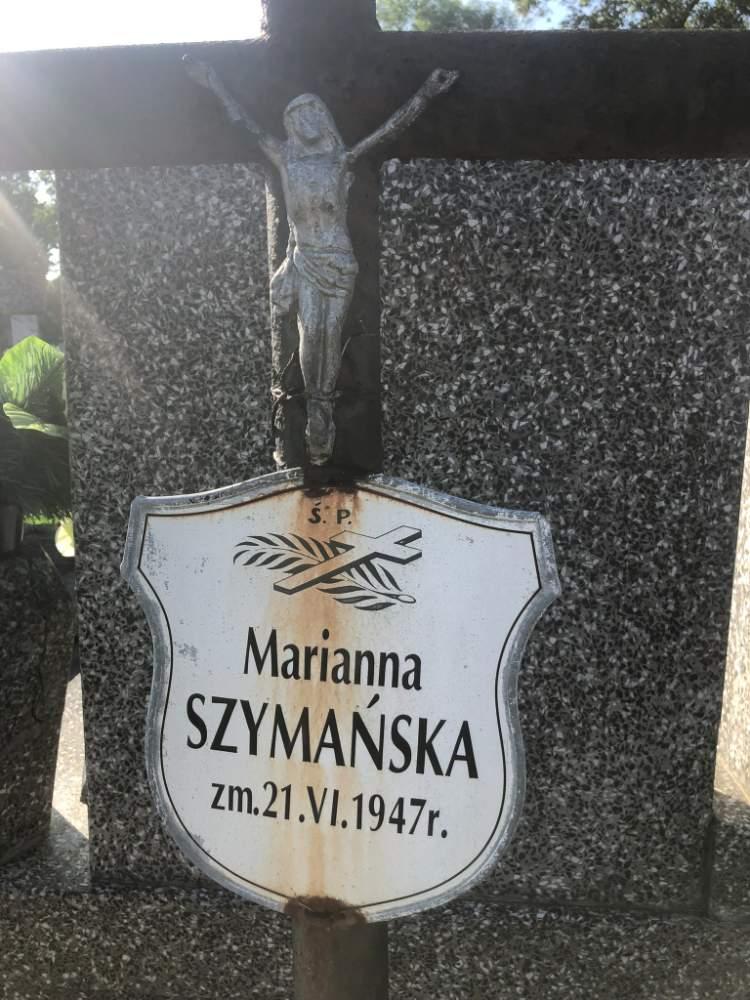 Ś. P.
Marianna
SZYMAŃSKA
zm.21.VI.1947r.